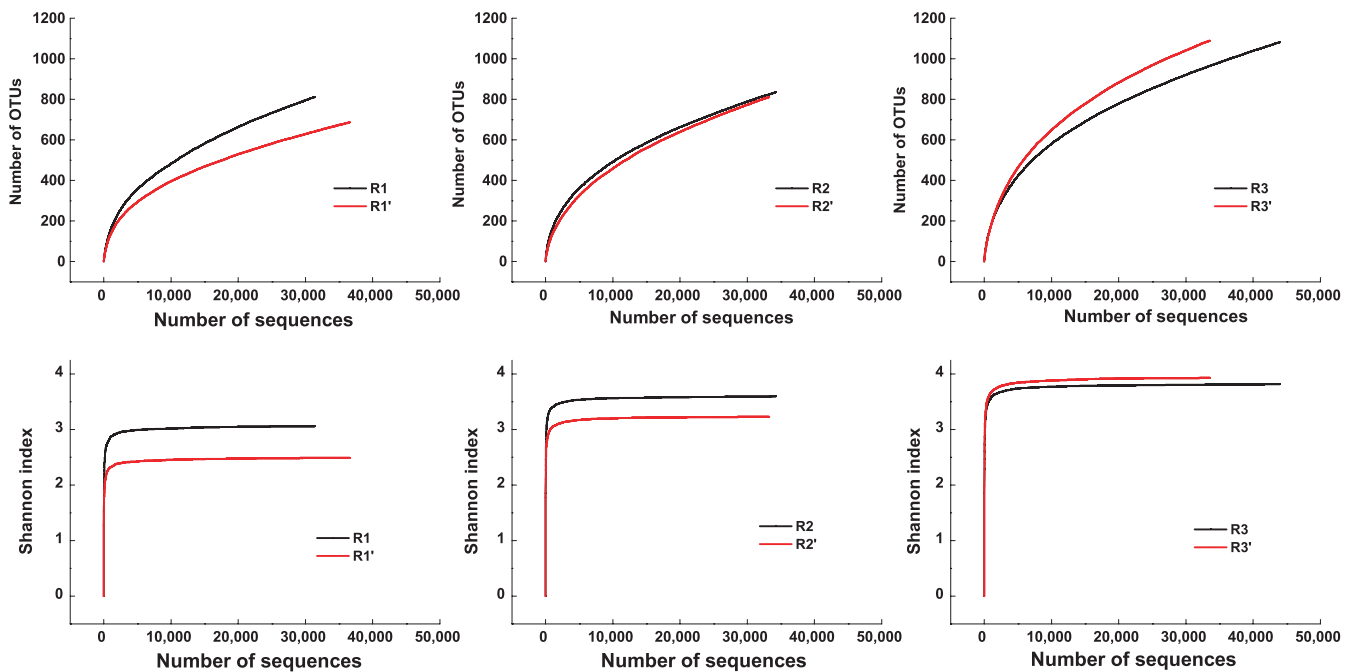 1200
1000
800
600
400
200
0
Number of OTUs
R1
R1'
0 10,000 20,000 30,000 40,000 50,000
Number of sequences
1200
1000
800
600
400
200
0
Number of OTUs
R2
R2'
0 10,000 20,000 30,000 40,000 50,000
Number of sequences
1200
1000
800
600
400
200
0
Number of OTUs
R3
R3'
0 10,000 20,000 30,000 40,000 50,000
Number of sequences
4
3
2
1
0
Shannon index
R1
R1'
0 10,000 20,000 30,000 40,000 50,000
Number of sequences
4
3
2
1
0
Shannon index
R2
R2'
0 10,000 20,000 30,000 40,000 50,000
Number of sequences
4
3
2
1
0
Shannon index
R3
R3'
0 10,000 20,000 30,000 40,000 50,000
Number of sequences